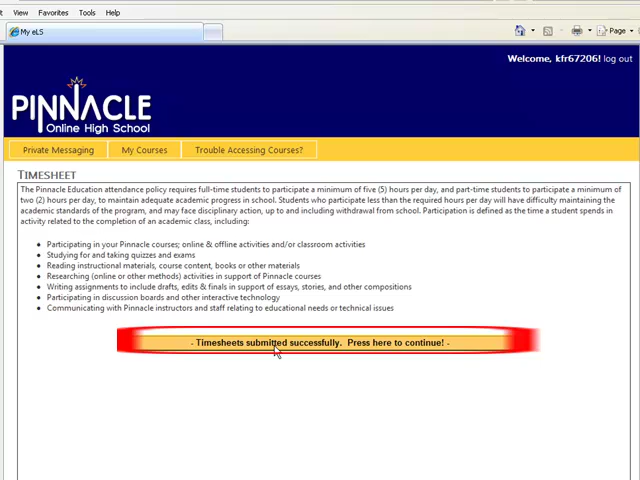 View Favorites Tools Help
My eLS
Page
Welcome, kfr67206! log out
PINNACLE
Online High School
Private Messaging My Courses Trouble Accessing Courses?
TIMESHEET
The Pinnacle Education attendance policy requires full-time students to participate a minimum of five (5) hours per day, and part-time students to participate a minimum of
two (2) hours per day, to maintain adequate academic progress in school. Students who participate less than the required hours per day will have difficulty maintaining the
academic standards of the program, and may face disciplinary action, up to and including withdrawal from school. Participation is defined as the time a student spends in
activity related to the completion of an academic class, including:
• Participating in your Pinnacle courses; online & offline activities and/or classroom activities
• Studying for and taking quizzes and exams
• Reading instructional materials, course content, books or other materials
• Researching (online or other methods) activities in support of Pinnacle courses
• Writing assignments to include drafts, edits & finals in support of essays, stories, and other compositions
• Participating in discussion boards and other interactive technology
• Communicating with Pinnacle instructors and staff relating to educational needs or technical issues
- Timesheets submitted successfully. Press here to continue! -